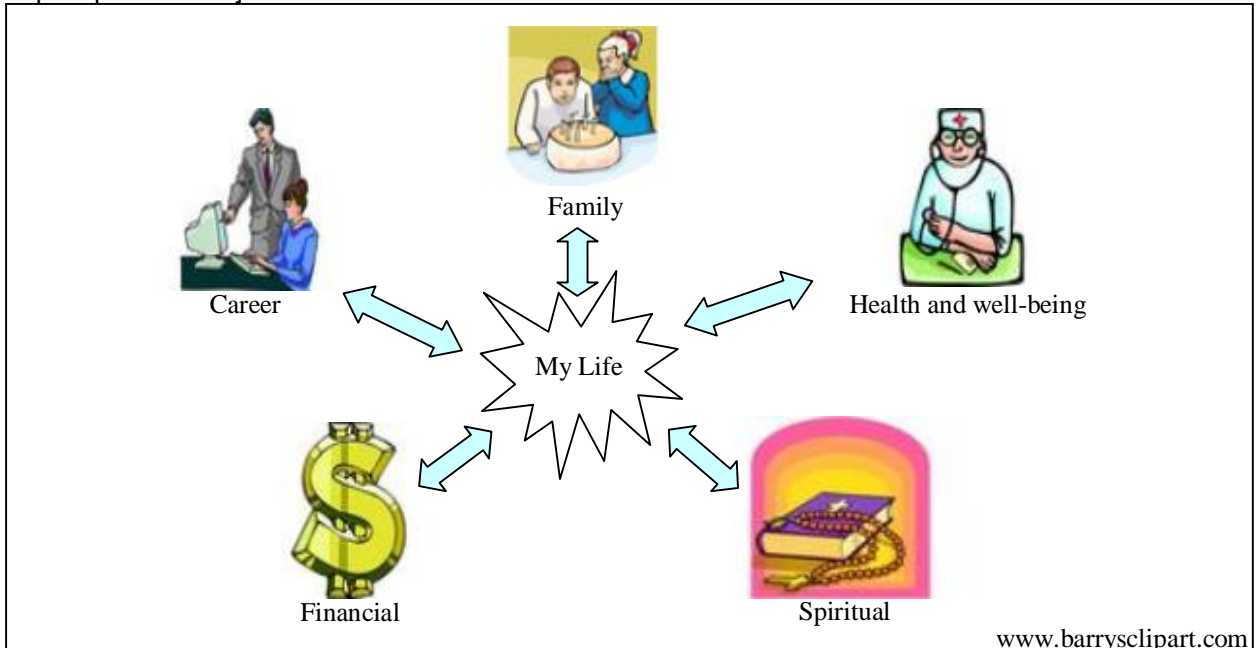 Family
Career
Health and well-being
My Life
Financial
Spiritual
www.barrysclipart.com